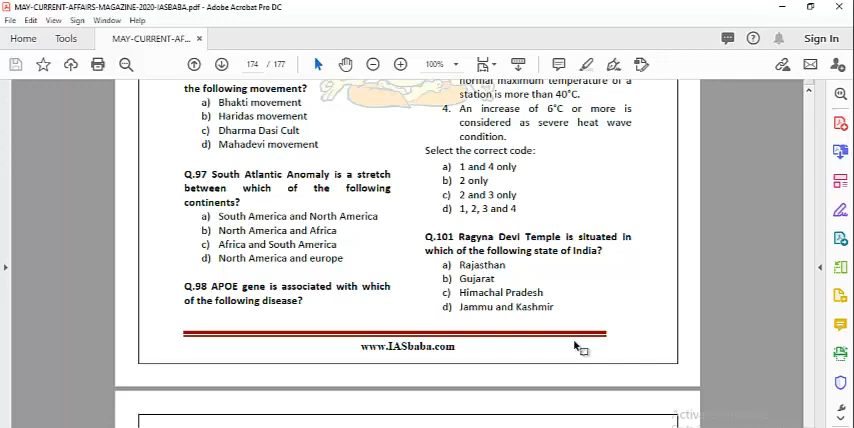 MAY-CURRENT-AFFAIRS-MAGAZINE-2020-IASBABA.pdf - Adobe Acrobat Pro DC
File Edit View Sign Window Help
Home Tools MAY-CURRENT-AF... × Sign In
174 / 177 100%
the following movement?
a) Bhakti movement
b) Haridas movement
c) Dharma Dasi Cult
d) Mahadevi movement
Q.97 South Atlantic Anomaly is a stretch
between which of the following
continents?
a) South America and North America
b) North America and Africa
c) Africa and South America
d) North America and europe
Q.98 APOE gene is associated with which
of the following disease?
normal maximum temperature of a
station is more than 40°C.
4. An increase of 6°C or more is
considered as severe heat wave
condition.
Select the correct code:
a) 1 and 4 only
b) 2 only
c) 2 and 3 only
d) 1, 2, 3 and 4
Q.101 Ragyna Devi Temple is situated in
which of the following state of India?
a) Rajasthan
b) Gujarat
c) Himachal Pradesh
d) Jammu and Kashmir
www.IASbaba.com